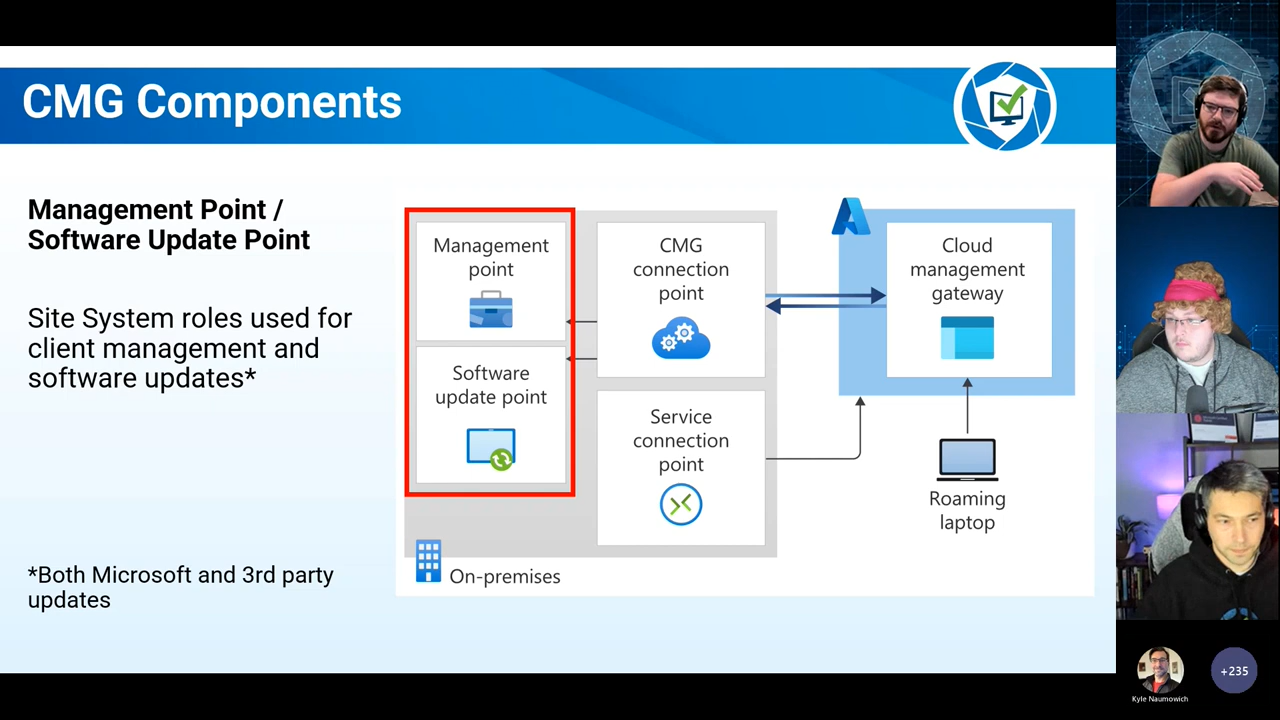 CMG Components
Management Point /
Software Update Point
Site System roles used for
client management and
software updates*
*Both Microsoft and 3rd party
updates
Management
point
Software
update point
CMG
connection
point
Service
connection
point
Cloud
management
gateway
Roaming
laptop
On-premises
Kyle Naumowich
+235